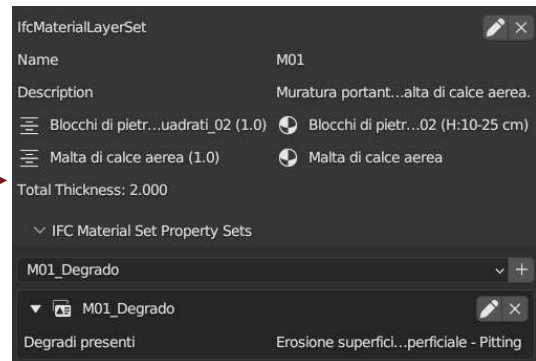 IfcMaterialLayerSet
Name M01
Description Muratura portant...alta di calce aerea.
Blocchi di pietr...uadrati_02 (1.0) Blocchi di pietr...02 (H:10-25 cm)
Malta di calce aerea (1.0) Malta di calce aerea
Total Thickness: 2.000
IFC Material Set Property Sets
M01_Degrado
M01_Degrado
Degradi presenti Erosione superfici...perficiale - Pitting